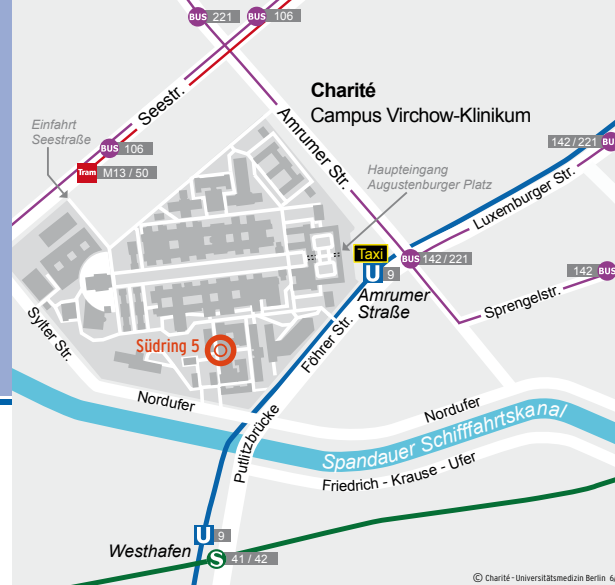 BUS 221
BUS 106
Seestr.
Charité
Campus Virchow-Klinikum
Einfahrt
Seestraße
Amrumer Str.
BUS 106
Tram M13 / 50
142 / 221 BU
Haupteingang
Augustenburger Platz
Luxemburger Str.
Taxi
BUS 142 / 221
U 9
142 BUS
Amrumer
Straße
Sprengelstr.
Sylter Str.
Südring 5
Föhrer Str.
Nordufer
Nordufer
Putlitzbrücke
Spandauer Schifffahrtskanal
Friedrich - Krause - Ufer
U 9
Westhafen
S 41 / 42
© Charité - Universitätsmedizin Berlin